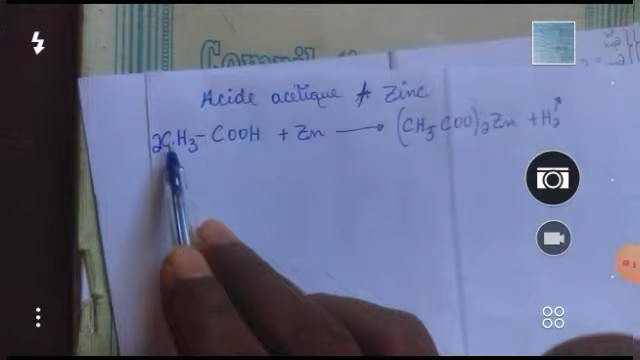 Acide acétique + Zinc
2CH₃-COOH + Zn ⟶ (CH₃COO)₂Zn + H₂↑